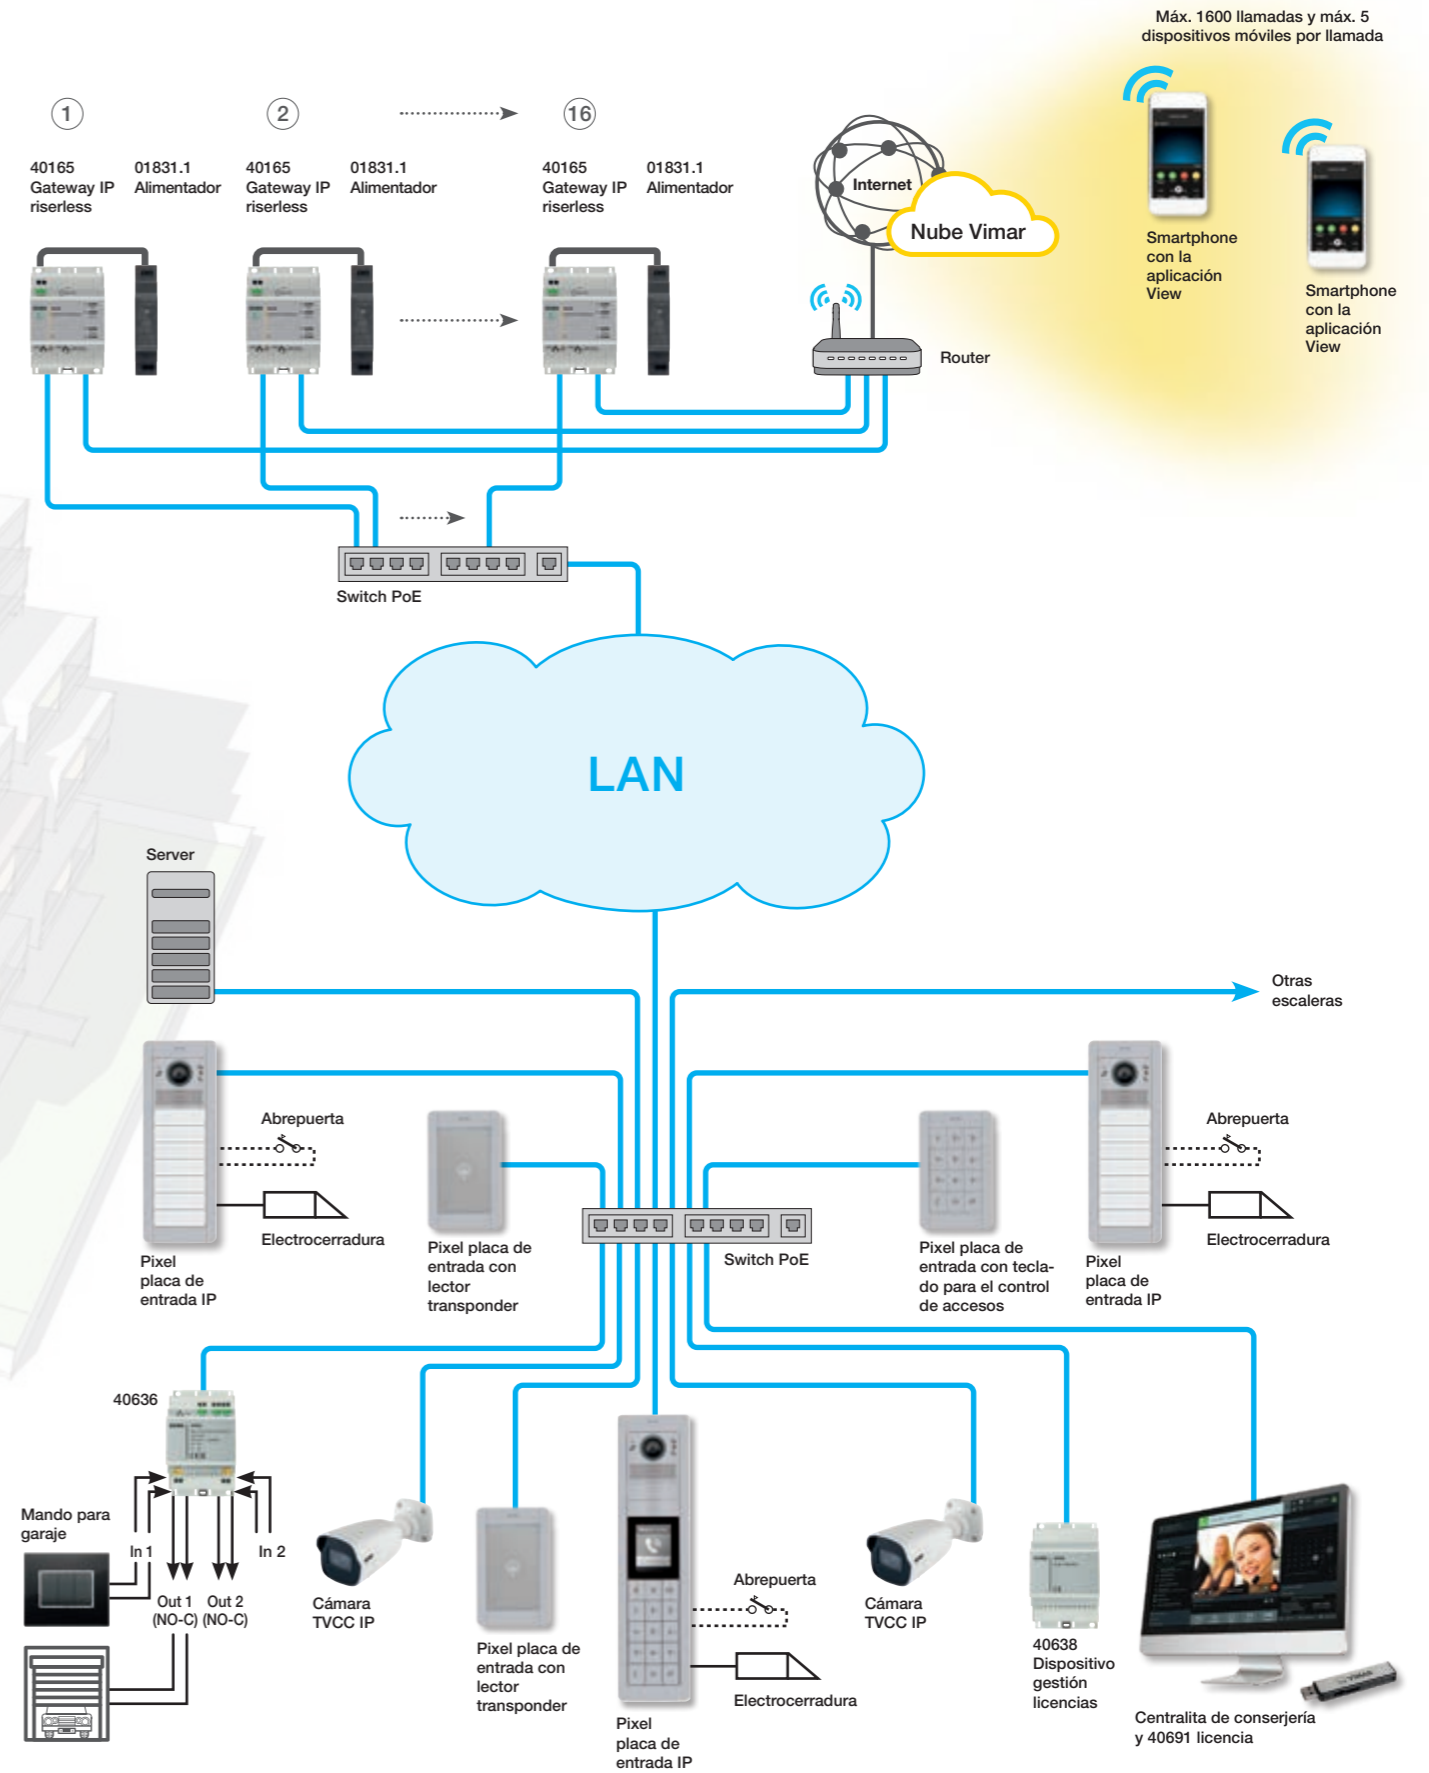 Máx. 1600 llamadas y máx. 5
dispositivos móviles por llamada
1
2
16
40165
Gateway IP
riserless
01831.1
Alimentador
40165
Gateway IP
riserless
01831.1
Alimentador
40165
Gateway IP
riserless
01831.1
Alimentador
Internet
Nube Vimar
Smartphone
con la
aplicación
View
Smartphone
con la
aplicación
View
Router
Switch PoE
LAN
Server
Otras
escaleras
Abrepuerta
Electrocerradura
Pixel
placa de
entrada IP
Pixel placa de
entrada con
lector
transponder
Switch PoE
Pixel placa de
entrada con tecla-
do para el control
de accesos
Abrepuerta
Electrocerradura
Pixel
placa de
entrada IP
40636
Mando para
garaje
In 1
In 2
Out 1
(NO-C)
Out 2
(NO-C)
Cámara
TVCC IP
Pixel placa de
entrada con
lector
transponder
Abrepuerta
Electrocerradura
Pixel
placa de
entrada IP
Cámara
TVCC IP
40638
Dispositivo
gestión
licencias
Centralita de conserjería
y 40691 licencia